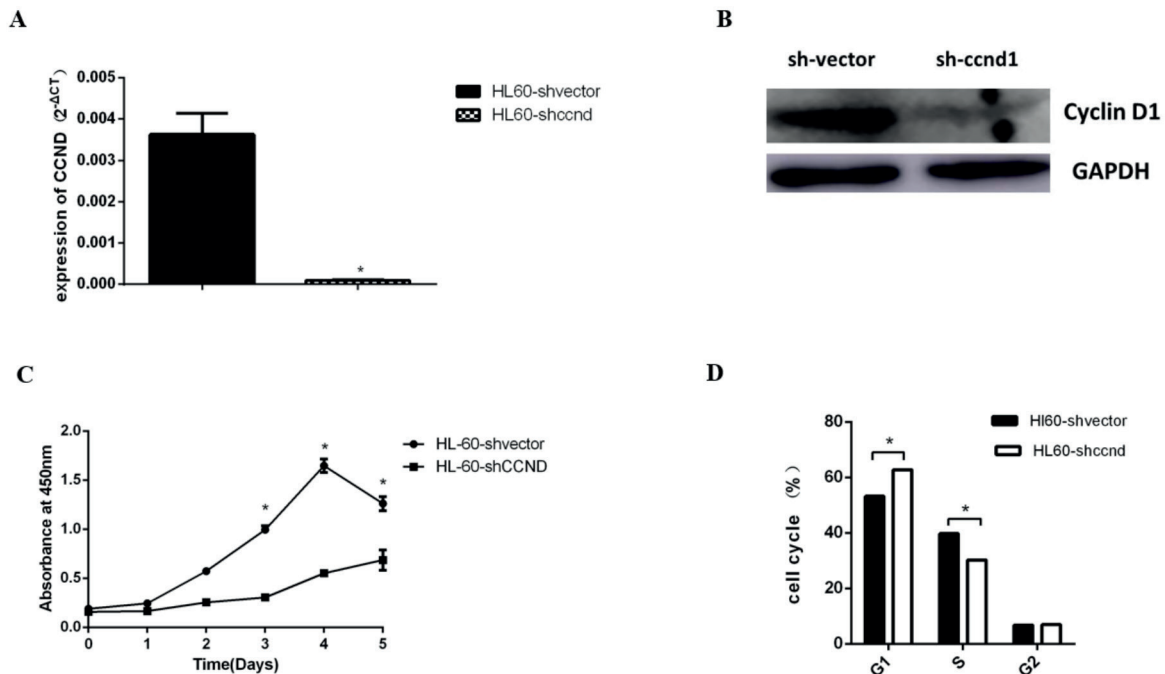 A
expression of CCND (2-ΔCT)
0.005
0.004
0.003
0.002
0.001
0.000
*
HL60-shvector
HL60-shccnd
B
sh-vector sh-ccnd1
Cyclin D1
GAPDH
C
Absorbance at 450nm
2.0
1.5
1.0
0.5
0.0
0 1 2 3 4 5
Time(Days)
* * *
HL-60-shvector
HL-60-shCCND
D
cell cycle (%)
80
60
40
20
0
* *
G1 S G2
Hl60-shvector
HL60-shccnd